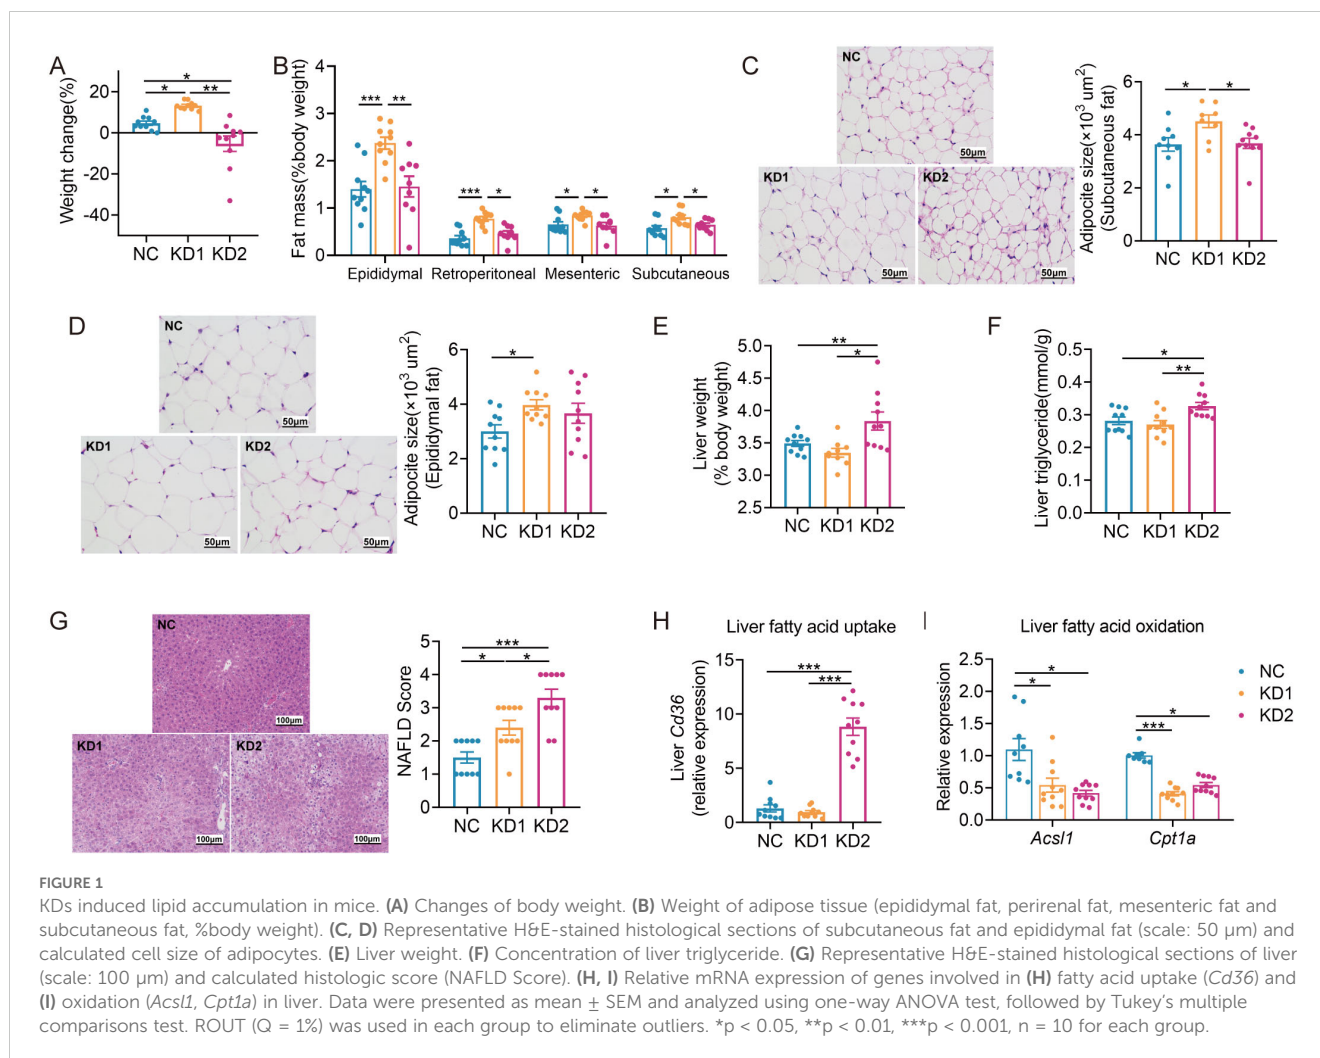 A
Weight change(%)
20
0
-20
-40
*
*
**
NC KD1 KD2
B
Fat mass(%body weight)
4
3
2
1
0
*** **
*** *
* *
* *
Epididymal Retroperitoneal Mesenteric Subcutaneous
C
NC
50μm
KD1
50μm
KD2
50μm
Adipocite size(×10³ um²)
(Subcutaneous fat)
6
4
2
0
* *
NC KD1 KD2
D
NC
50μm
KD1
50μm
KD2
50μm
Adipocite size(×10³ um²)
(Epididymal fat)
6
4
2
0
*
NC KD1 KD2
E
Liver weight
(% body weight)
5.0
4.5
4.0
3.5
3.0
2.5
**
*
NC KD1 KD2
F
Liver triglyceride(mmol/g)
0.5
0.4
0.3
0.2
0.1
0.0
*
**
NC KD1 KD2
G
NC
100μm
KD1
100μm
KD2
100μm
NAFLD Score
5
4
3
2
1
0
***
* *
NC KD1 KD2
H
Liver fatty acid uptake
Liver Cd36
(relative expression)
15
10
5
0
***
***
NC KD1 KD2
I
Liver fatty acid oxidation
Relative expression
2.5
2.0
1.5
1.0
0.5
0.0
*
*
*
***
Acsl1 Cpt1a
NC
KD1
KD2
FIGURE 1
KDs induced lipid accumulation in mice. (A) Changes of body weight. (B) Weight of adipose tissue (epididymal fat, perirenal fat, mesenteric fat and
subcutaneous fat, %body weight). (C, D) Representative H&E-stained histological sections of subcutaneous fat and epididymal fat (scale: 50 μm) and
calculated cell size of adipocytes. (E) Liver weight. (F) Concentration of liver triglyceride. (G) Representative H&E-stained histological sections of liver
(scale: 100 μm) and calculated histologic score (NAFLD Score). (H, I) Relative mRNA expression of genes involved in (H) fatty acid uptake (Cd36) and
(I) oxidation (Acsl1, Cpt1a) in liver. Data were presented as mean ± SEM and analyzed using one-way ANOVA test, followed by Tukey's multiple
comparisons test. ROUT (Q = 1%) was used in each group to eliminate outliers. *p < 0.05, **p < 0.01, ***p < 0.001, n = 10 for each group.